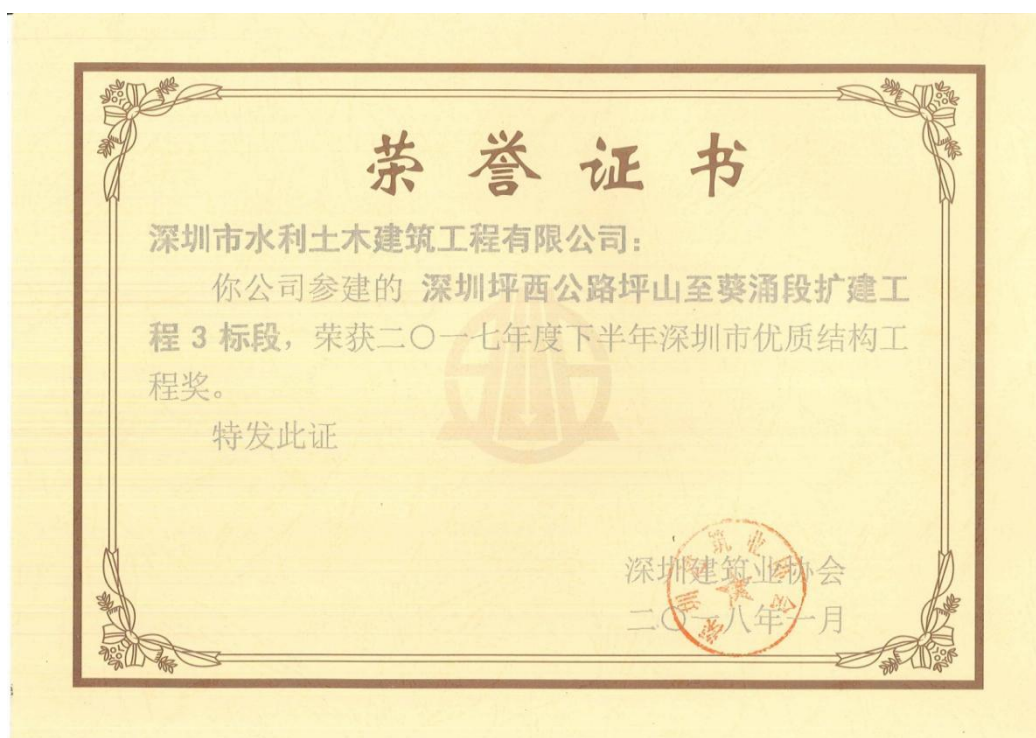 荣誉证书
深圳市水利土木建筑工程有限公司：
你公司参建的 深圳坪西公路坪山至葵涌段扩建工
程 3 标段，荣获二〇一七年度下半年深圳市优质结构工
程奖。
特发此证
深圳建筑业协会
二〇一八年一月